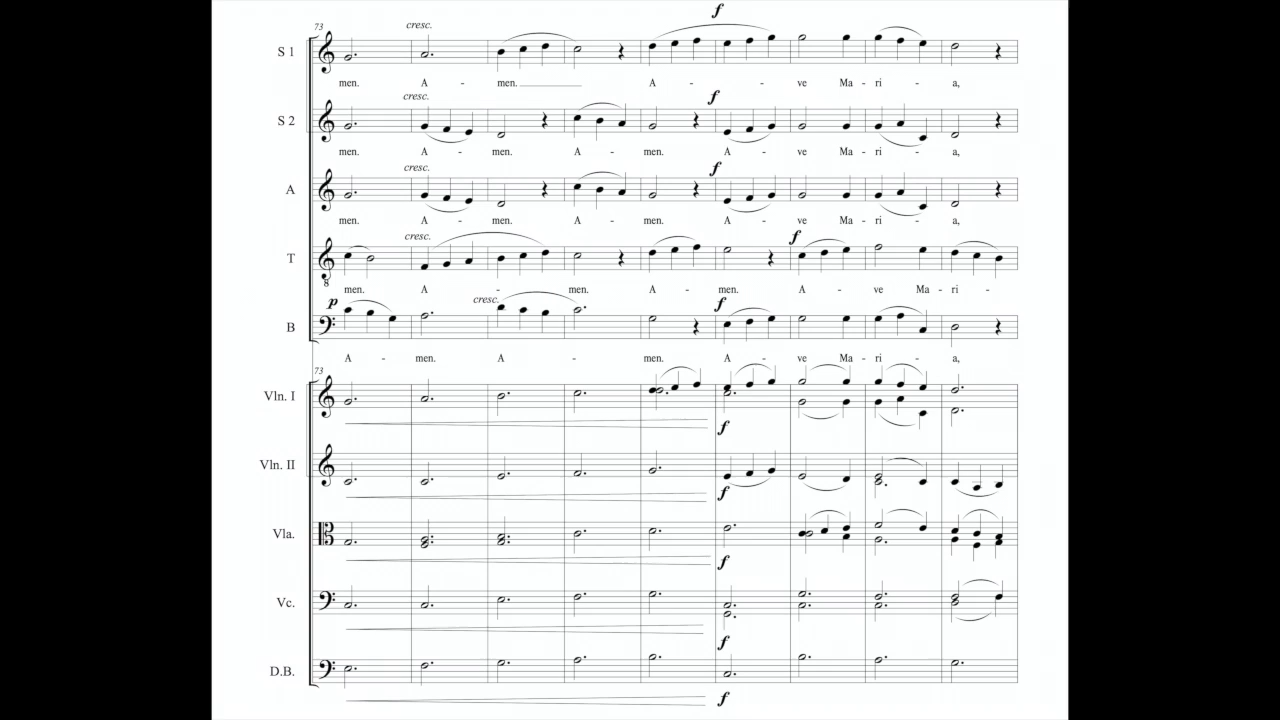 73
cresc.
f
S 1
men. A - men. A - - ve Ma - ri - a,
cresc.
f
S 2
men. A - men. A - men. A - ve Ma - ri - a,
cresc.
f
A
men. A - men. A - men. A - ve Ma - ri - a,
cresc.
f
T
men. A - men. A - men. A - ve Ma - ri -
p
cresc.
f
B
A - men. A - men. A - ve Ma - ri - a,
73
Vln. I
f
Vln. II
f
Vla.
f
Vc.
f
D.B.
f